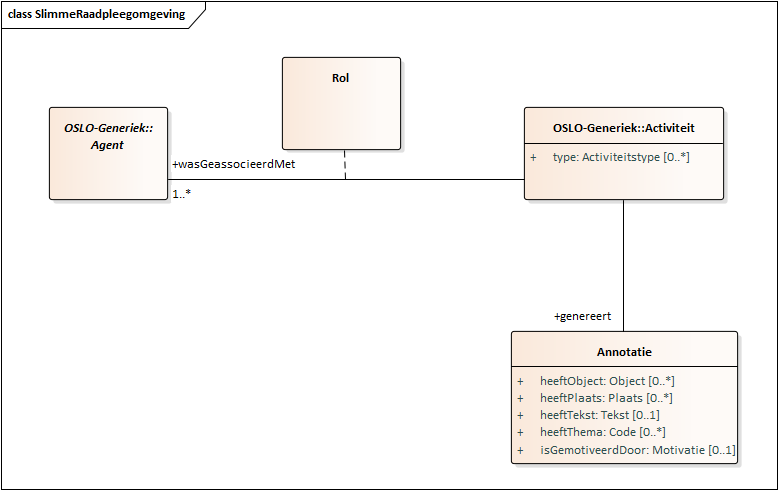 class SlimmeRaadpleegomgeving
Rol
OSLO-Generiek::
Agent
+wasGeassocieerdMet
1..*
OSLO-Generiek::Activiteit
+ type: Activiteitstype [0..*]
+genereert
Annotatie
+ heeftObject: Object [0..*]
+ heeftPlaats: Plaats [0..*]
+ heeftTekst: Tekst [0..1]
+ heeftThema: Code [0..*]
+ isGemotiveerdDoor: Motivatie [0..1]